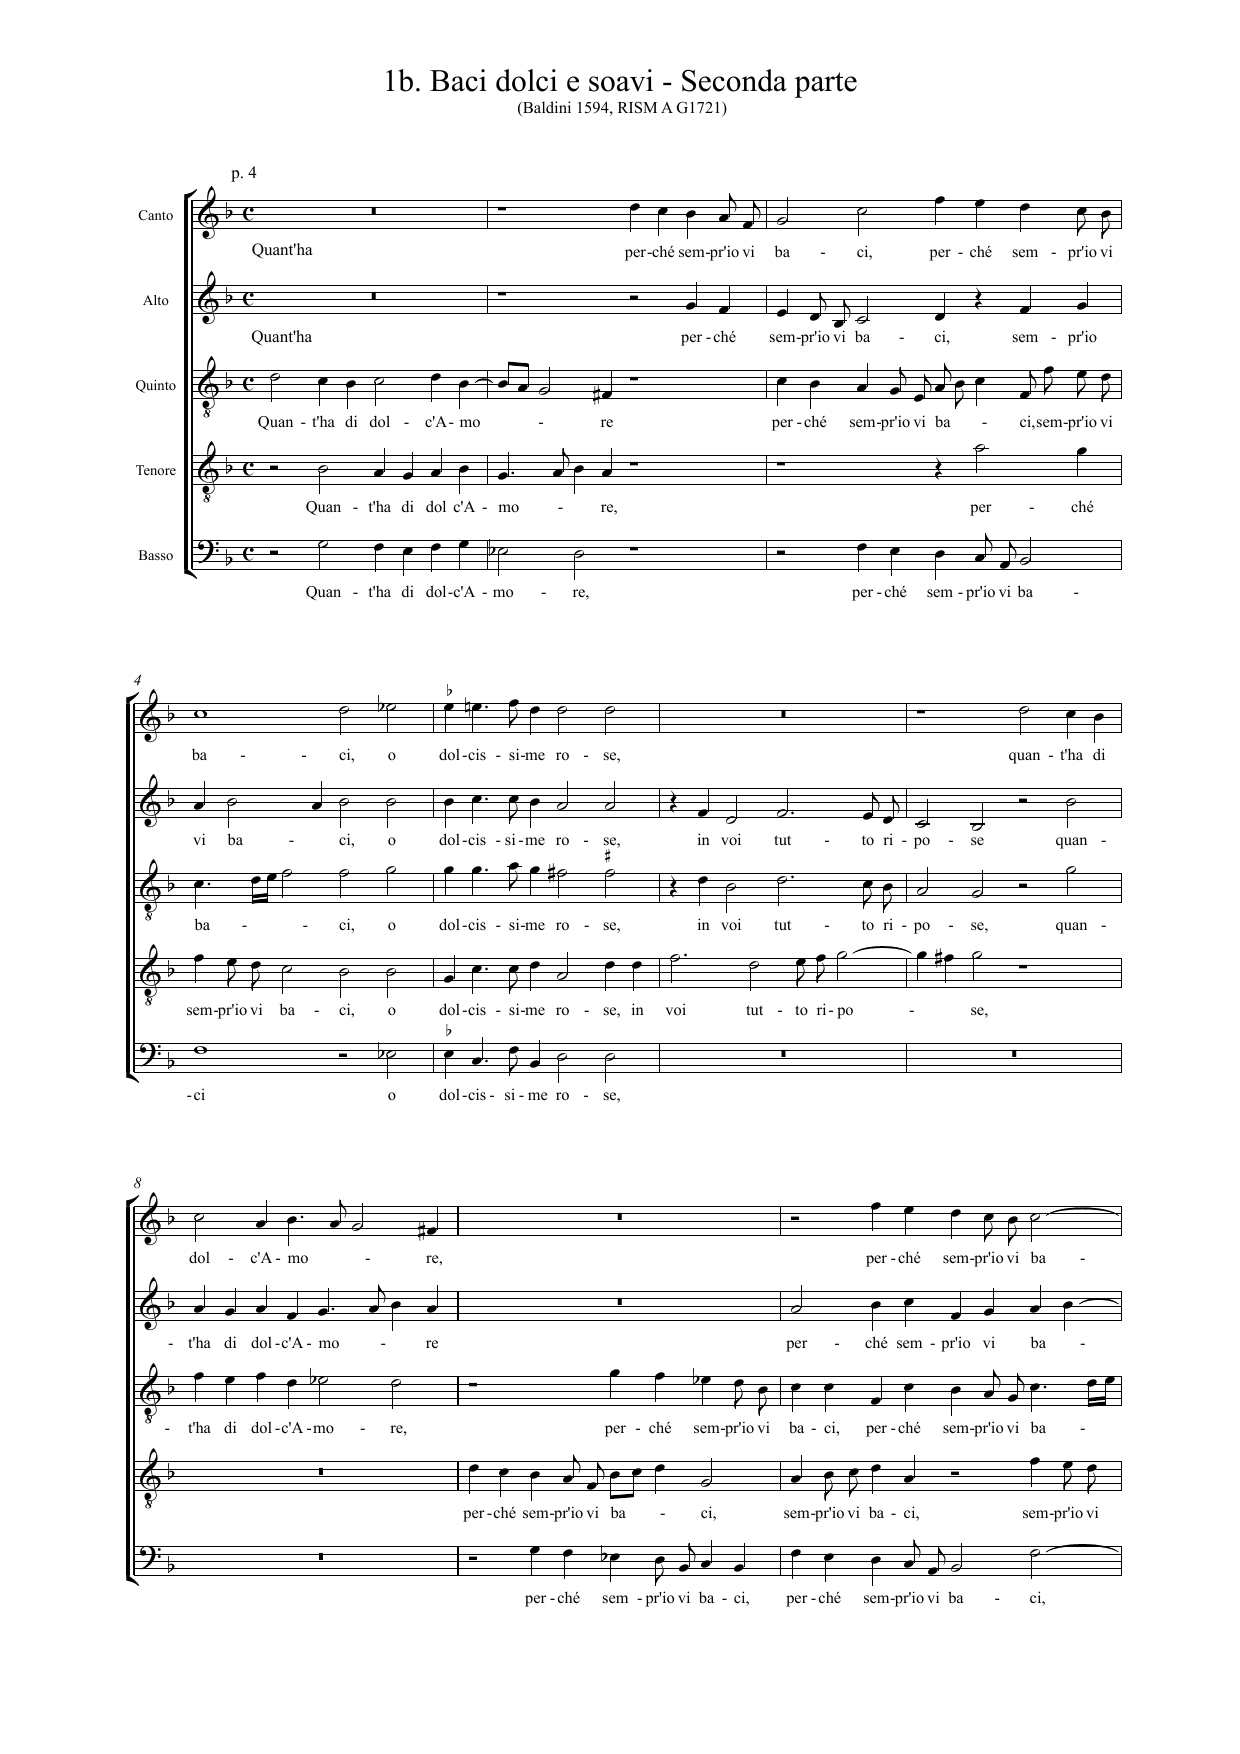 1b. Baci dolci e soavi - Seconda parte
(Baldini 1594, RISM A G1721)
p. 4
Canto
Quant'ha per-ché sem-pr'io vi ba - ci, per - ché sem - pr'io vi
Alto
Quant'ha per - ché sem-pr'io vi ba - ci, sem - pr'io
Quinto
Quan - t'ha di dol - c'A- mo - re per - ché sem-pr'io vi ba - ci, sem-pr'io vi
Tenore
Quan - t'ha di dol c'A - mo - re, per - ché
Basso
Quan - t'ha di dol-c'A - mo - re, per - ché sem - pr'io vi ba -
4
ba - - ci, o dol-cis - si-me ro - se, quan - t'ha di
vi ba - ci, o dol-cis - si-me ro - se, in voi tut - to ri - po - se quan -
ba - - ci, o dol-cis - si-me ro - se, in voi tut - to ri - po - se, quan -
sem-pr'io vi ba - ci, o dol-cis - si-me ro - se, in voi tut - to ri- po - se,
-ci o dol-cis - si - me ro - se,
8
dol - c'A - mo - re, per - ché sem-pr'io vi ba -
- t'ha di dol-c'A - mo - re per - ché sem - pr'io vi ba -
- t'ha di dol-c'A-mo - re, per - ché sem-pr'io vi ba - ci, per - ché sem-pr'io vi ba -
per-ché sem-pr'io vi ba - ci, sem-pr'io vi ba - ci, sem-pr'io vi
per - ché sem - pr'io vi ba - ci, per - ché sem-pr'io vi ba - ci,